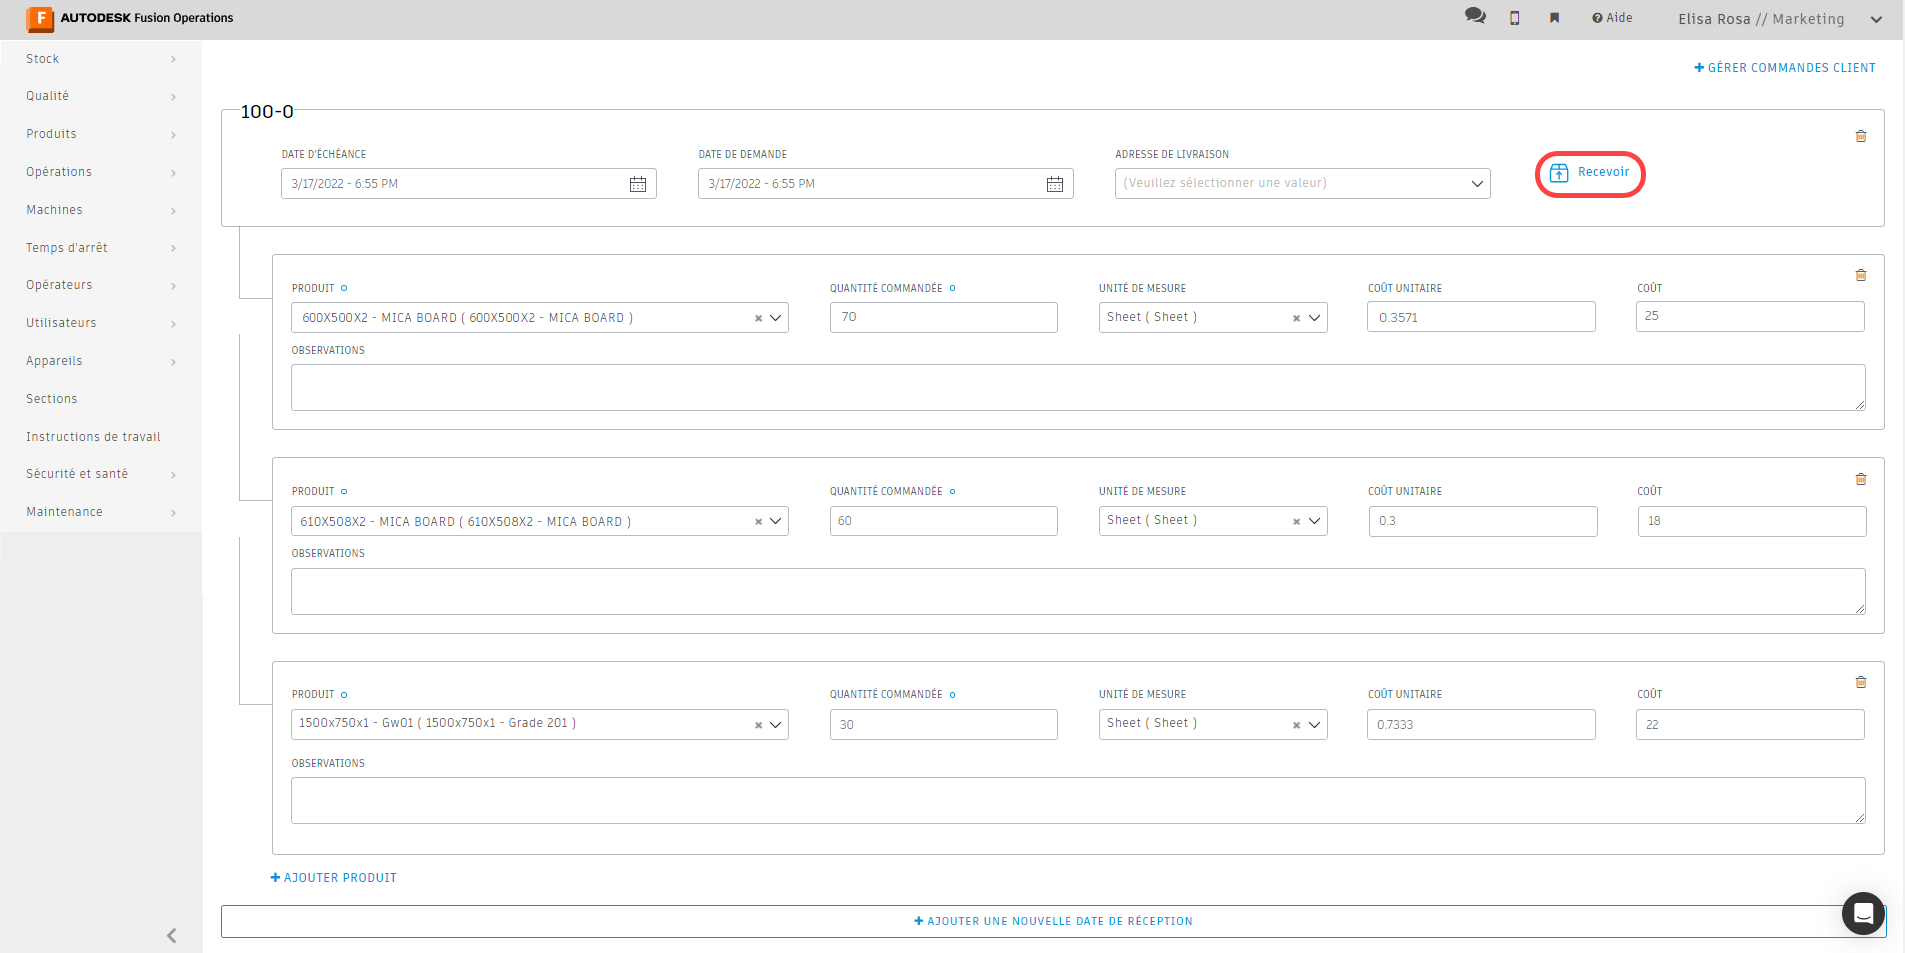 F AUTODESK Fusion Operations
Aide
Elisa Rosa // Marketing
Stock
Qualité
Produits
Opérations
Machines
Temps d'arrêt
Opérateurs
Utilisateurs
Appareils
Sections
Instructions de travail
Sécurité et santé
Maintenance
+ GÉRER COMMANDES CLIENT
100-0
DATE D'ÉCHÉANCE DATE DE DEMANDE ADRESSE DE LIVRAISON
3/17/2022 - 6:55 PM 3/17/2022 - 6:55 PM (Veuillez sélectionner une valeur) Recevoir
PRODUIT QUANTITÉ COMMANDÉE UNITÉ DE MESURE COÛT UNITAIRE COÛT
600X500X2 - MICA BOARD ( 600X500X2 - MICA BOARD ) 70 Sheet ( Sheet ) 0.3571 25
OBSERVATIONS
PRODUIT QUANTITÉ COMMANDÉE UNITÉ DE MESURE COÛT UNITAIRE COÛT
610X508X2 - MICA BOARD ( 610X508X2 - MICA BOARD ) 60 Sheet ( Sheet ) 0.3 18
OBSERVATIONS
PRODUIT QUANTITÉ COMMANDÉE UNITÉ DE MESURE COÛT UNITAIRE COÛT
1500x750x1 - Gw01 ( 1500x750x1 - Grade 201 ) 30 Sheet ( Sheet ) 0.7333 22
OBSERVATIONS
+ AJOUTER PRODUIT
+ AJOUTER UNE NOUVELLE DATE DE RÉCEPTION